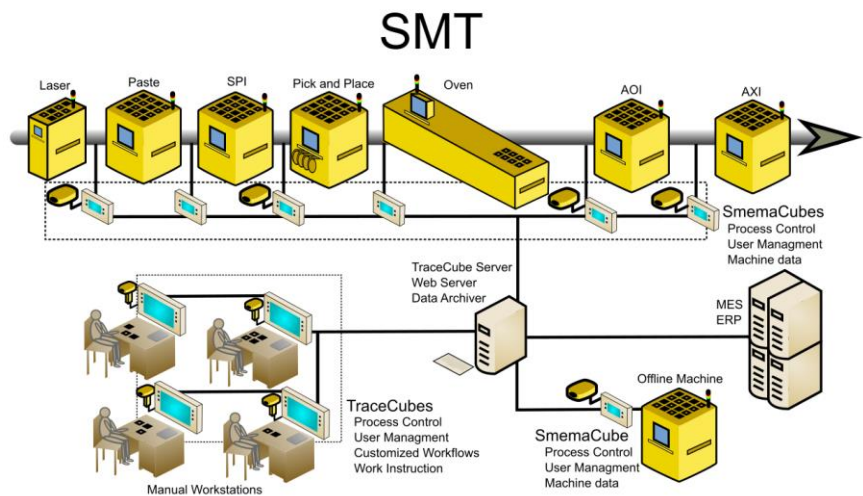 SMT
Laser
Paste
SPI
Pick and Place
Oven
AOI
AXI
SmemaCubes
Process Control
User Managment
Machine data
TraceCube Server
Web Server
Data Archiver
MES
ERP
Offline Machine
TraceCubes
Process Control
User Managment
Customized Workflows
Work Instruction
SmemaCube
Process Control
User Managment
Machine data
Manual Workstations